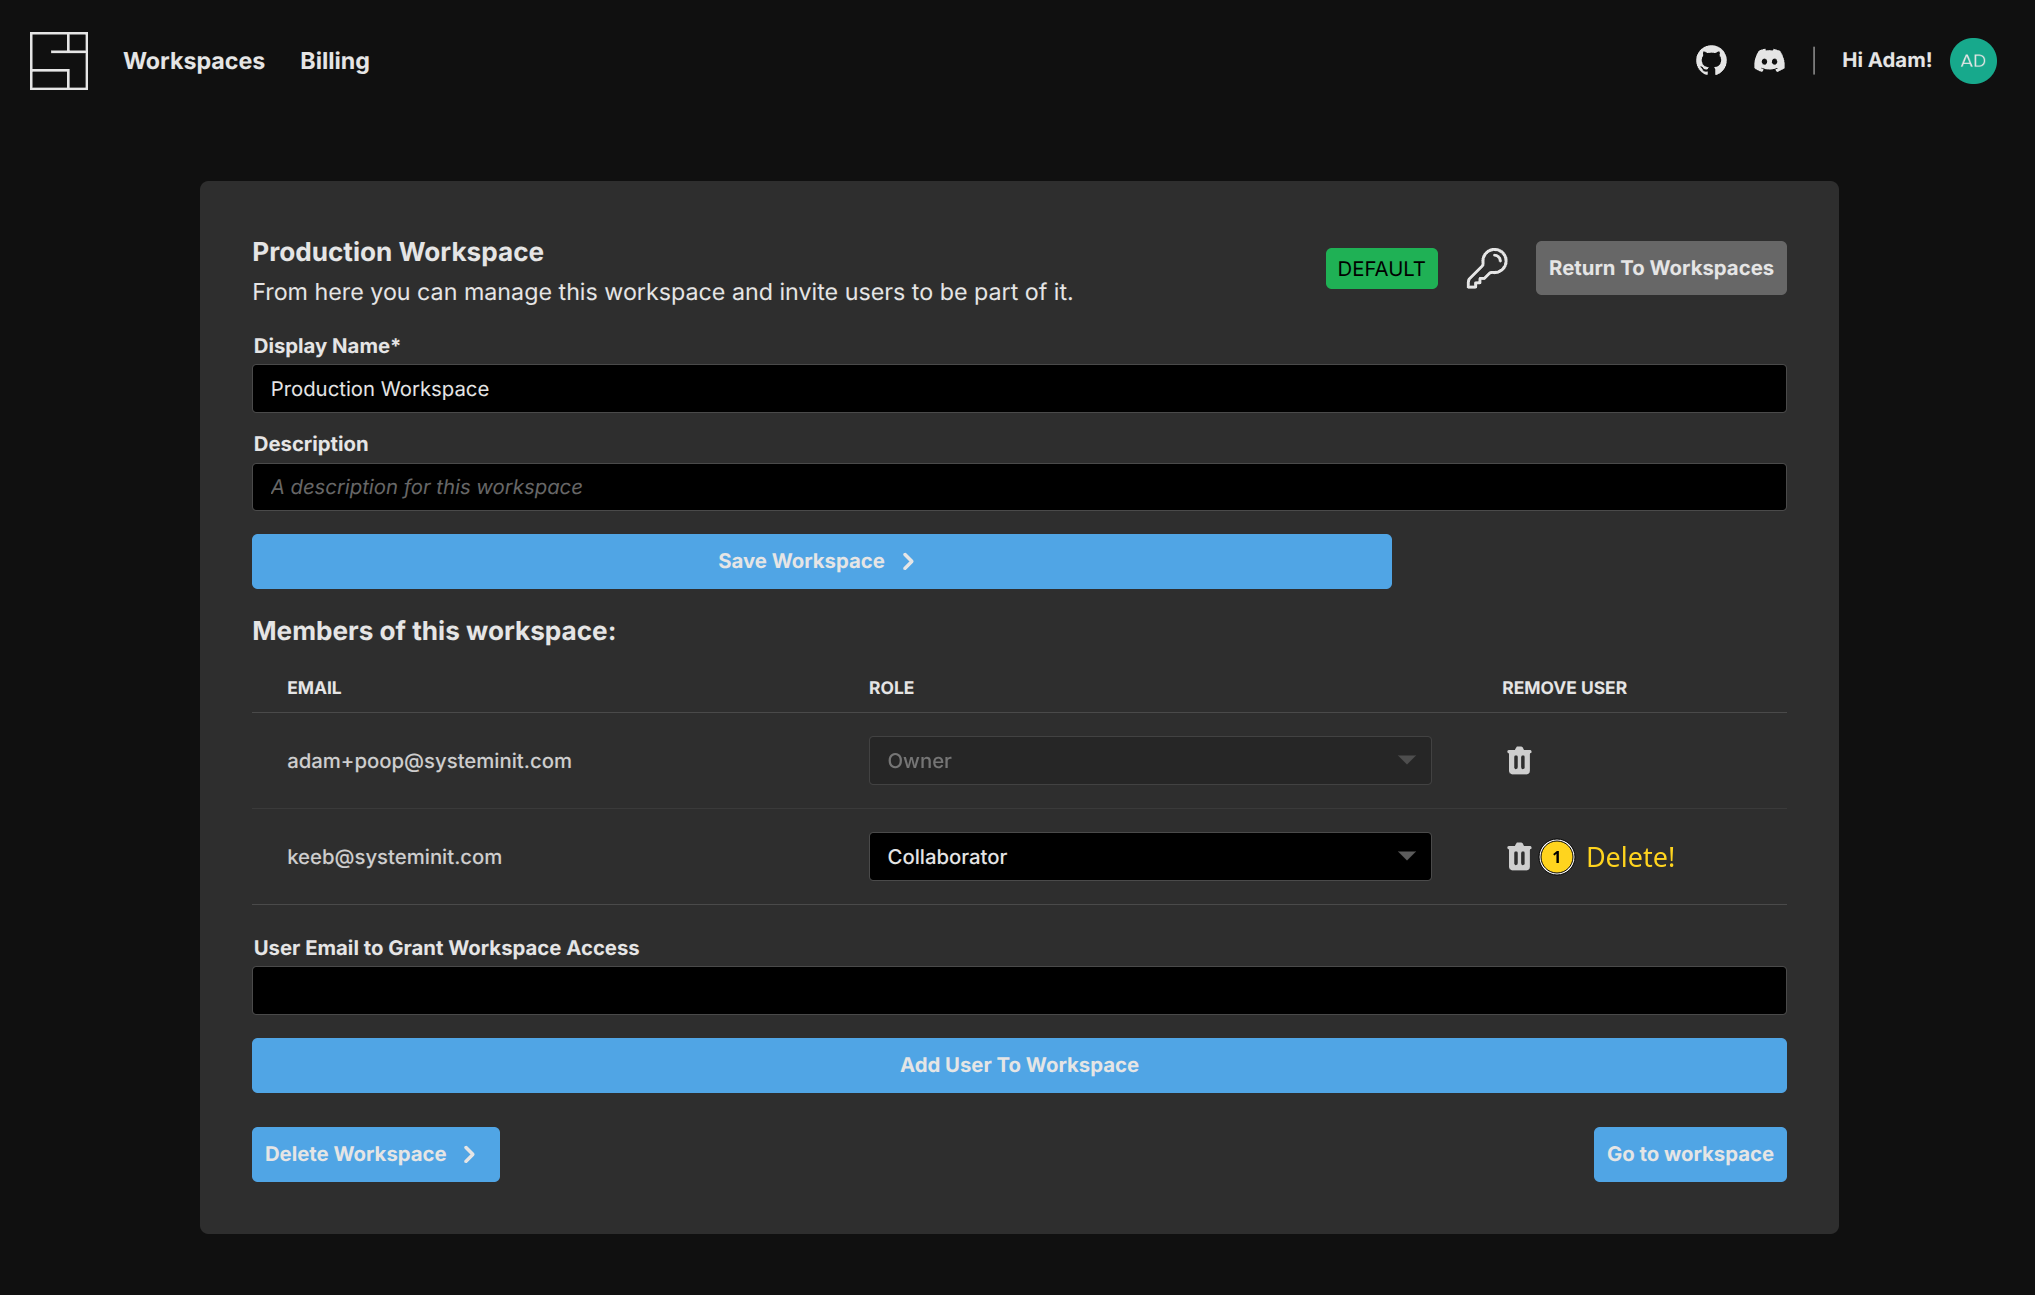 Workspaces Billing Hi Adam! AD
Production Workspace
From here you can manage this workspace and invite users to be part of it.
DEFAULT Return To Workspaces
Display Name*
Production Workspace
Description
A description for this workspace
Save Workspace
Members of this workspace:
EMAIL ROLE REMOVE USER
adam+poop@systeminit.com Owner
keeb@systeminit.com Collaborator 1 Delete!
User Email to Grant Workspace Access
Add User To Workspace
Delete Workspace Go to workspace